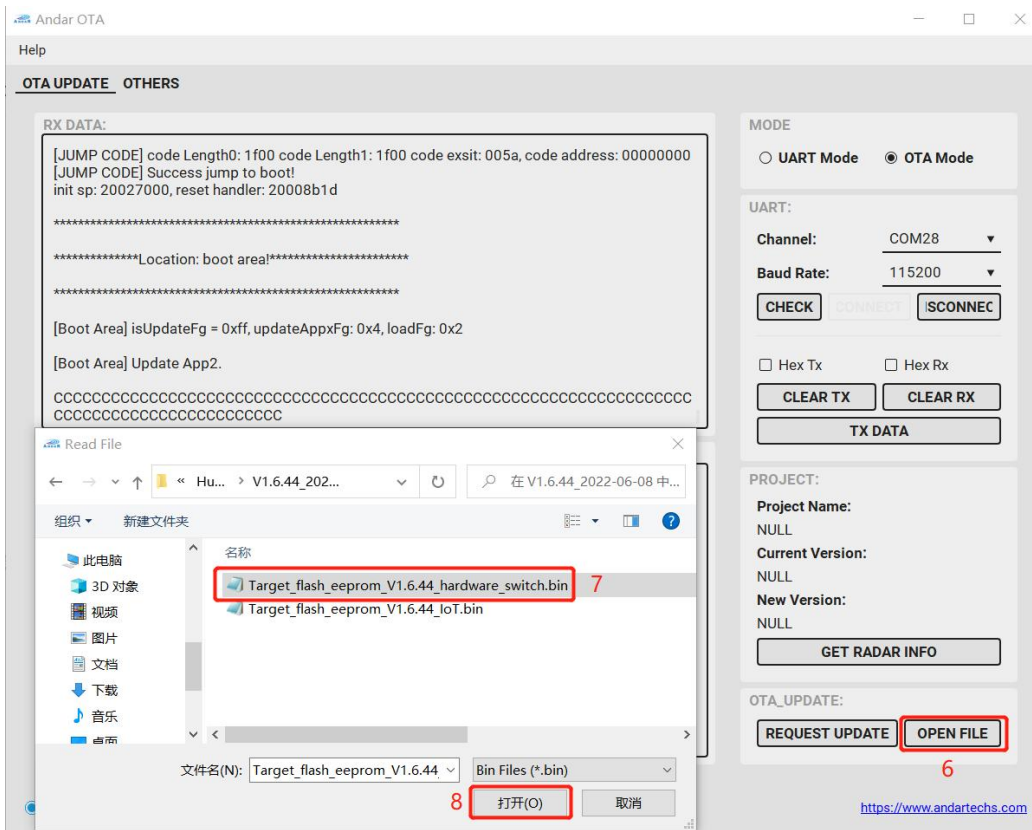 Andar OTA
Help
OTA UPDATE OTHERS
RX DATA:
[JUMP CODE] code Length0: 1f00 code Length1: 1f00 code exsit: 005a, code address: 00000000
[JUMP CODE] Success jump to boot!
init sp: 20027000, reset handler: 20008b1d
********************************************************
**************Location: boot area!***********************
********************************************************
[Boot Area] isUpdateFg = 0xff, updateAppxFg: 0x4, loadFg: 0x2
[Boot Area] Update App2.
CCCCCCCCCCCCCCCCCCCCCCCCCCCCCCCCCCCCCCCCCCCCCCCCCCCCCCCCCCCCCCCCCCC
CCCCCCCCCCCCCCCCCCCCCCCC
MODE
UART Mode OTA Mode
UART:
Channel: COM28
Baud Rate: 115200
CHECK CONNECT ISCONNEC
Hex Tx Hex Rx
CLEAR TX CLEAR RX
TX DATA
PROJECT:
Project Name:
NULL
Current Version:
NULL
New Version:
NULL
GET RADAR INFO
OTA_UPDATE:
REQUEST UPDATE OPEN FILE
6
https://www.andartechs.com
Read File
« Hu... › V1.6.44_202...
在 V1.6.44_2022-06-08 中...
组织 新建文件夹
名称
此电脑
3D 对象
视频
图片
文档
下载
音乐
桌面
Target_flash_eeprom_V1.6.44_hardware_switch.bin 7
Target_flash_eeprom_V1.6.44_IoT.bin
文件名(N): Target_flash_eeprom_V1.6.44_ Bin Files (*.bin)
8 打开(O) 取消